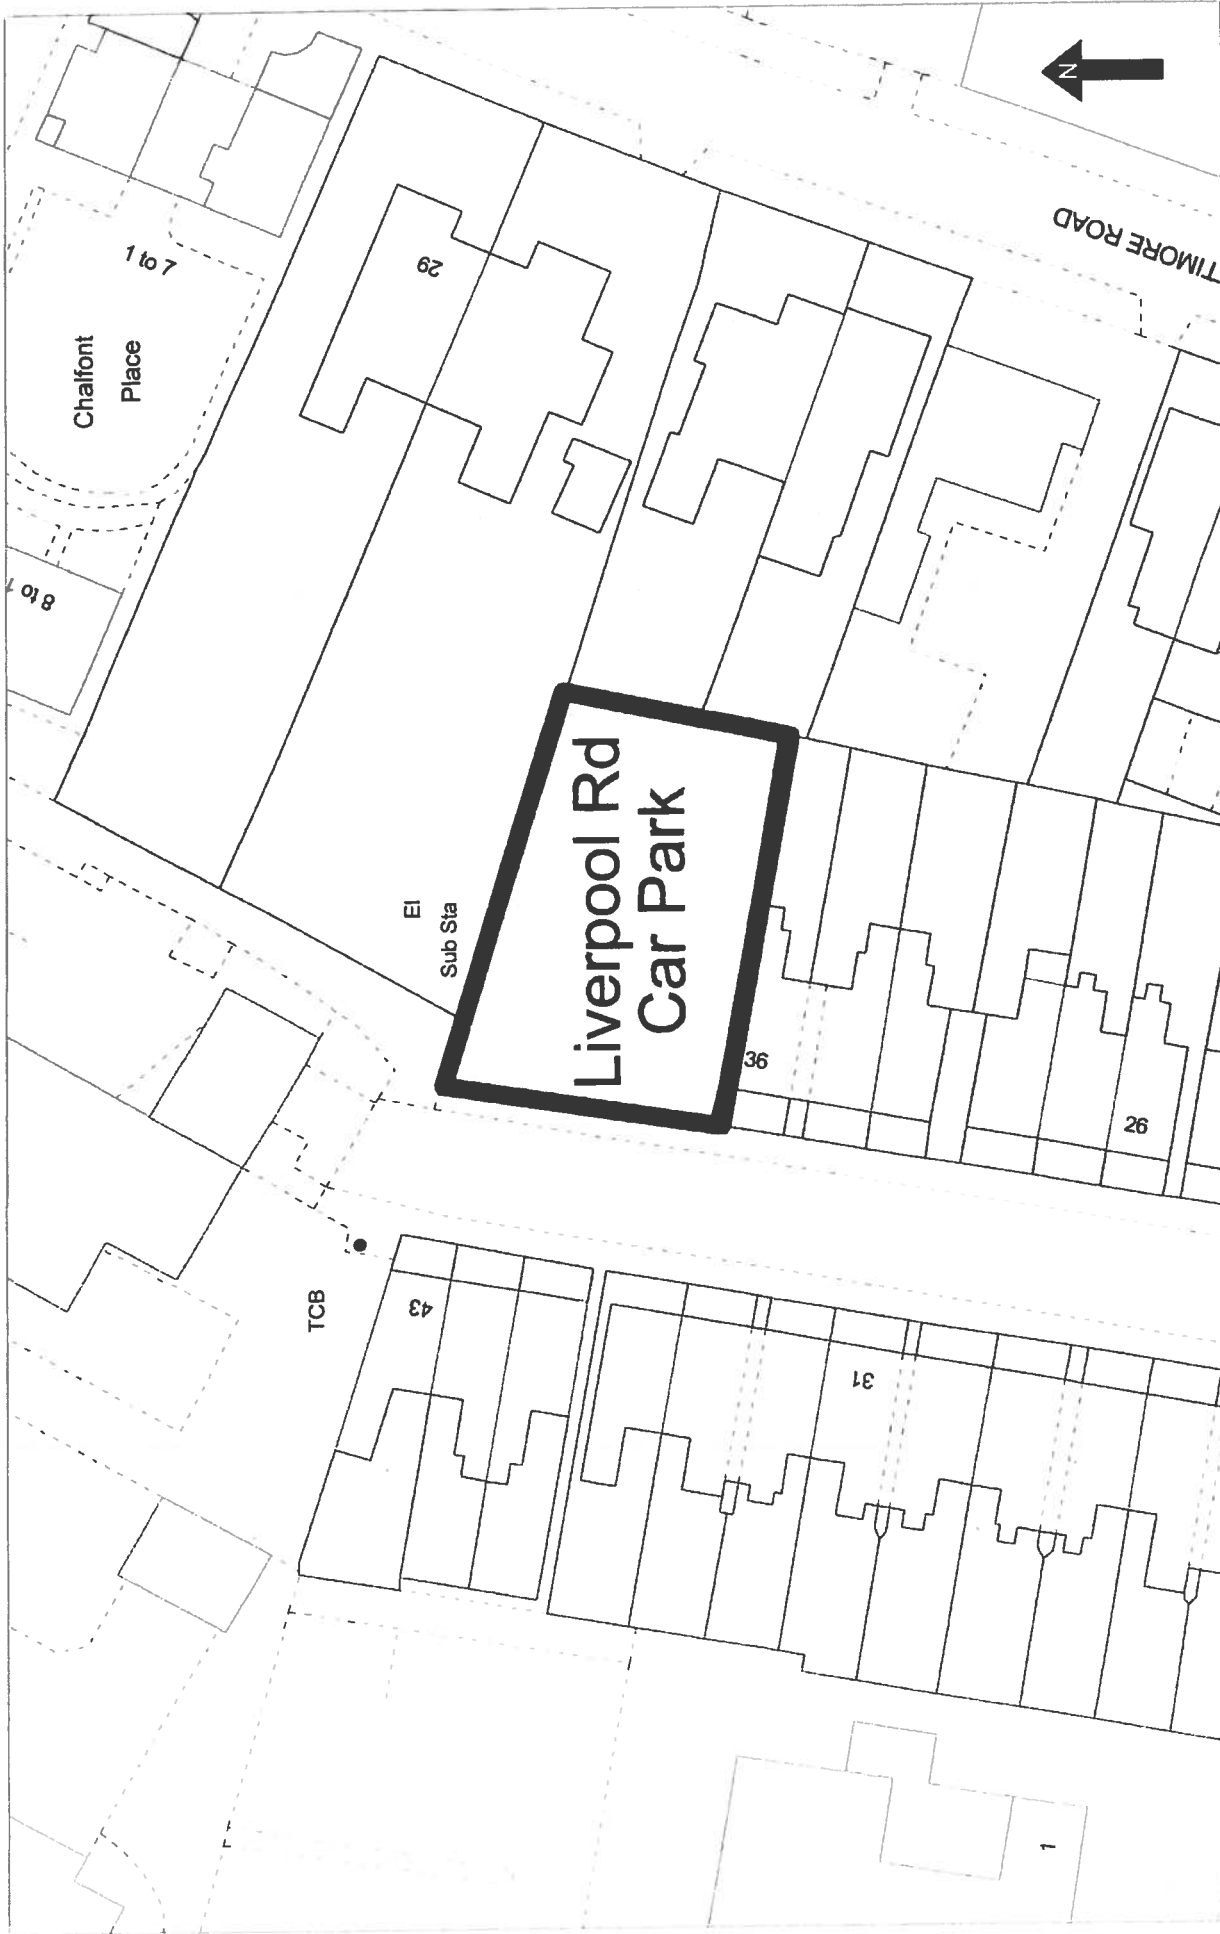 Chalfont
Place
1 to 7
8 to 1
29
N
TIMORE ROAD
El
Sub Sta
Liverpool Rd
Car Park
36
26
TCB
43
31
1